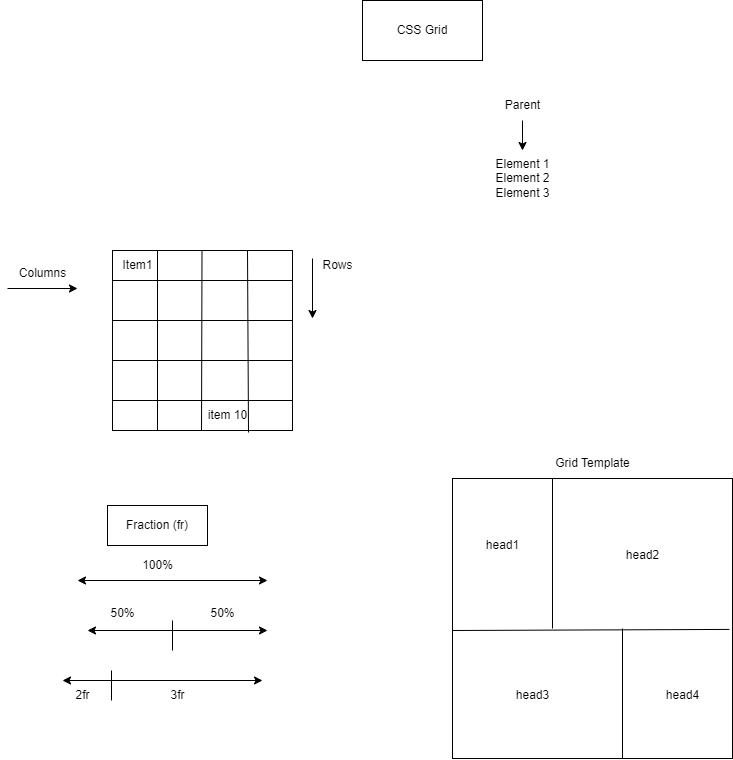 CSS Grid
Parent
Element 1
Element 2
Element 3
Columns
Item1
Rows
item 10
Grid Template
head1
head2
head3
head4
Fraction (fr)
100%
50%
50%
2fr
3fr